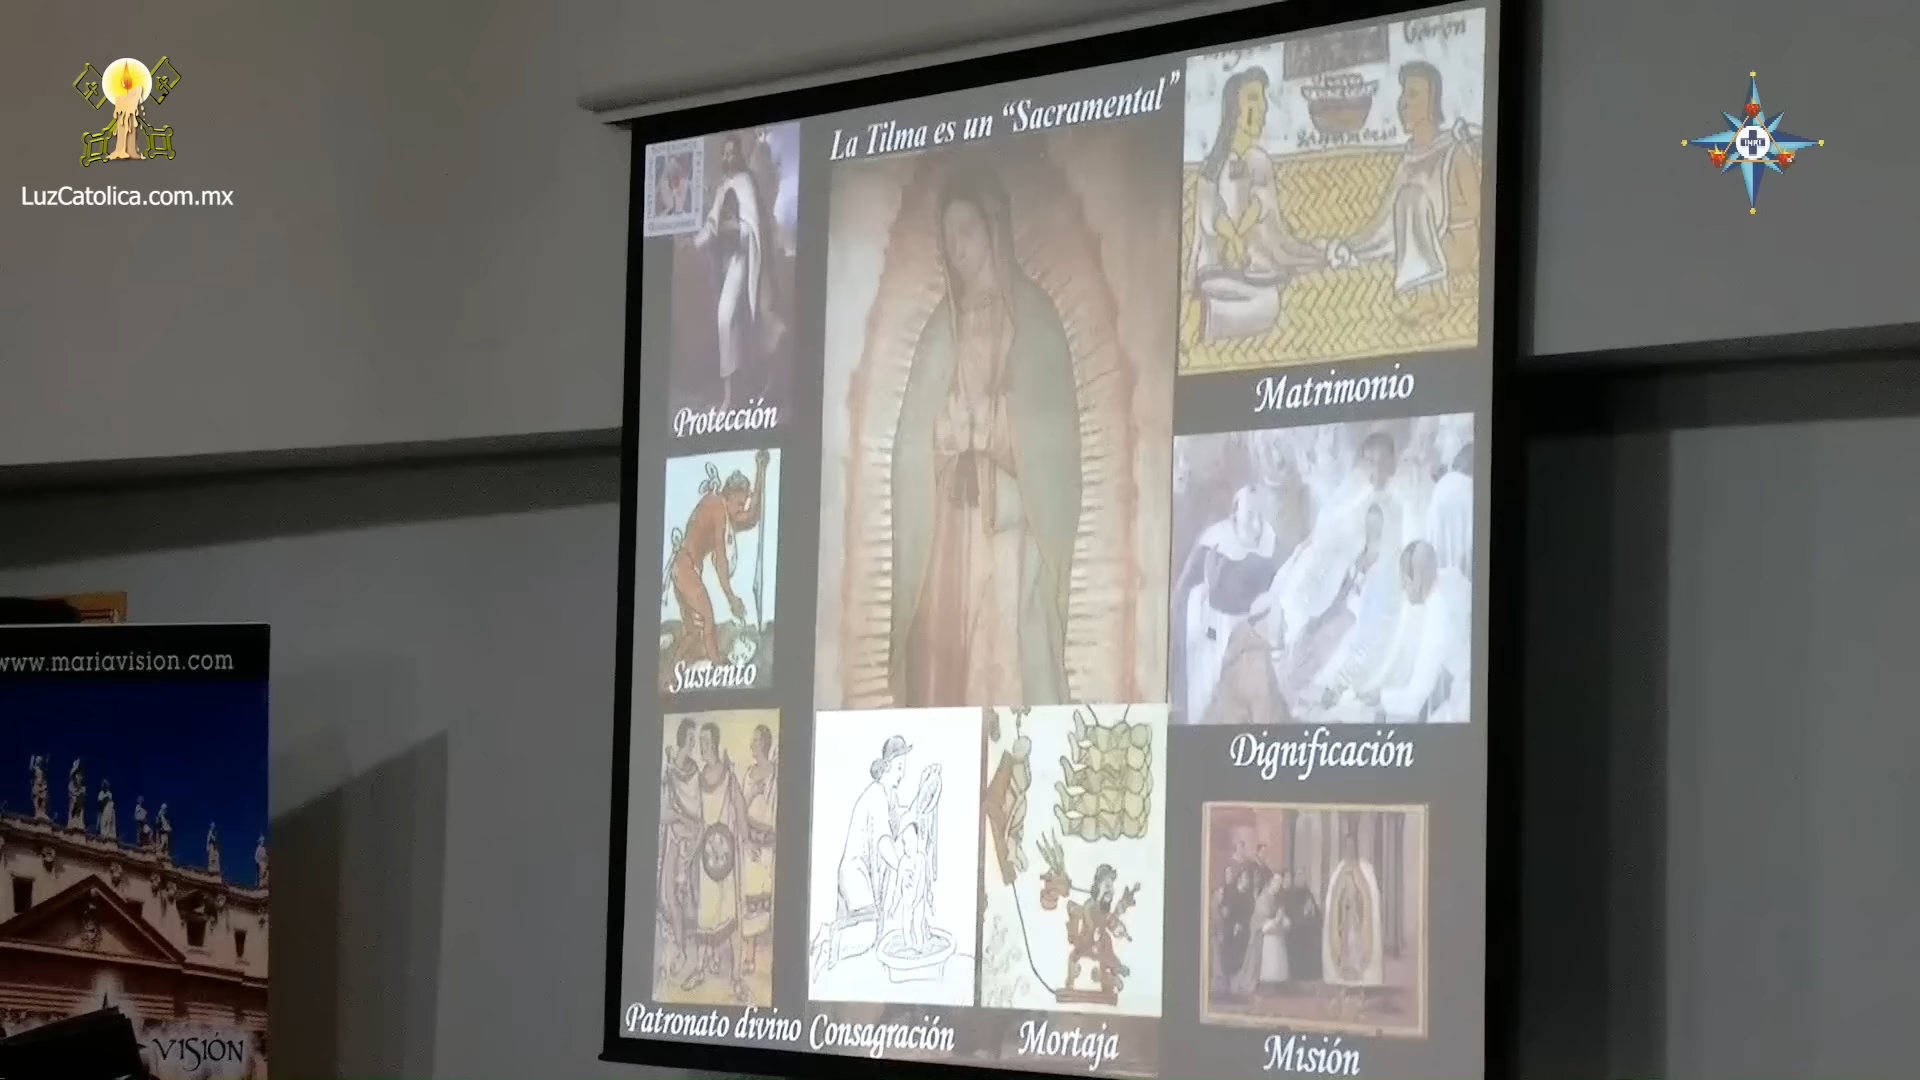 LuzCatolica.com.mx
INRI
La Tilma es un “Sacramental”
Protección
Matrimonio
Sustento
Dignificación
Patronato divino
Consagración
Mortaja
Misión
www.mariavision.com
VISIÓN